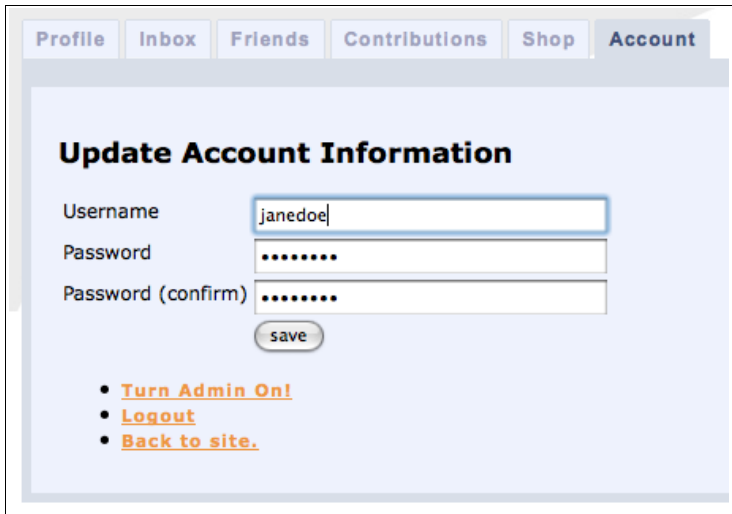 Profile Inbox Friends Contributions Shop Account
Update Account Information
Username janedoe
Password ••••••••
Password (confirm) ••••••••
save
• Turn Admin On!
• Logout
• Back to site.